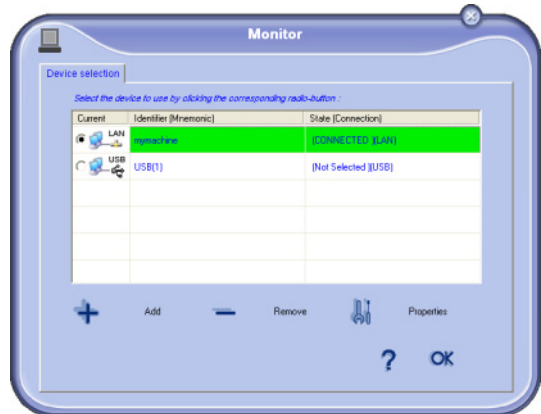 Monitor
Device selection
Select the device to use by clicking the corresponding radio-button :
Current Identifier (Mnemonic) State (Connection)
LAN mymachine (CONNECTED )(LAN)
USB USB(1) (Not Selected )(USB)
Add Remove Properties
? OK